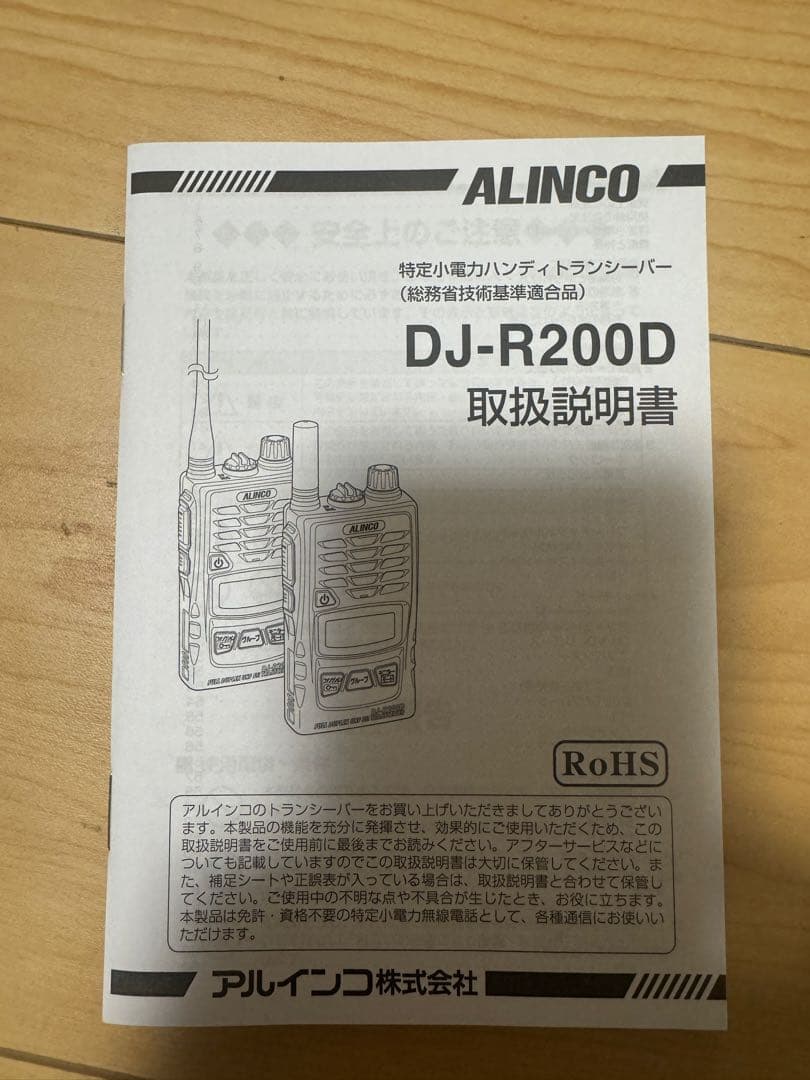 ALINCO
特定小電力ハンディトランシーバー
（総務省技術基準適合品）
DJ-R200D
取扱説明書
ALINCO
ALINCO
グループ
グループ
RoHS
アルインコのトランシーバーをお買い上げいただきましてありがとうござい
ます。本製品の機能を充分に発揮させ、効果的にご使用いただくため、この
取扱説明書をご使用前に最後までお読みください。アフターサービスなどに
ついても記載していますのでこの取扱説明書は大切に保管してください。ま
た、補足シートや正誤表が入っている場合は、取扱説明書と合わせて保管し
てください。ご使用中の不明な点や不具合が生じたとき、お役に立ちます。
本製品は免許・資格不要の特定小電力無線電話として、各種通信にお使いい
ただけます。
アルインコ株式会社